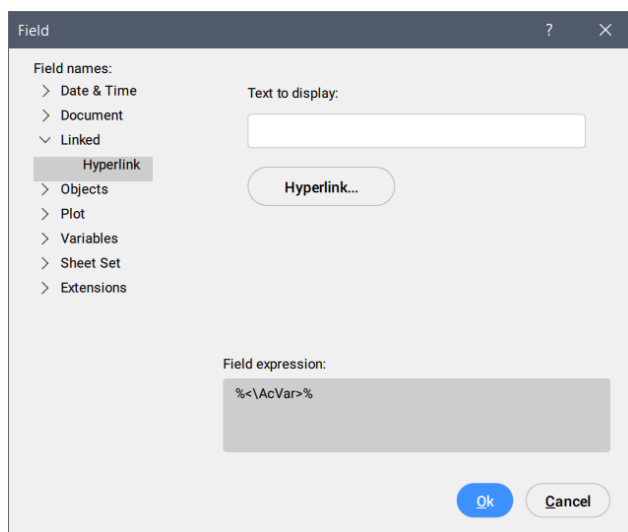 Field
?
Field names:
Date & Time
Document
Linked
Hyperlink
Objects
Plot
Variables
Sheet Set
Extensions
Text to display:
Hyperlink...
Field expression:
%<\AcVar>%
Ok
Cancel